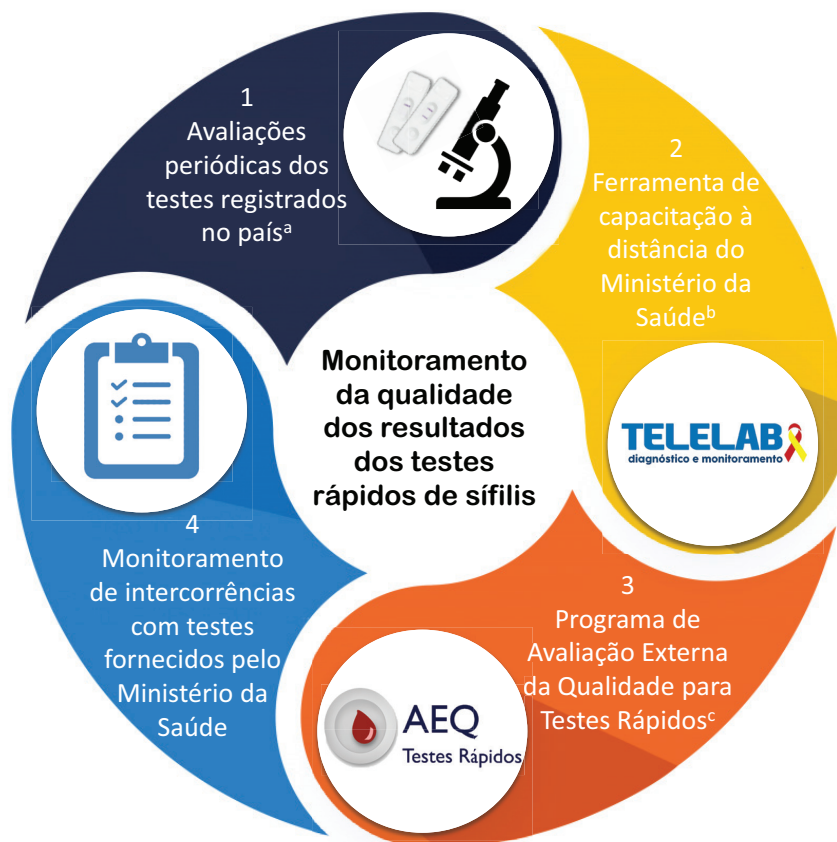 1
Avaliações
periódicas dos
testes registrados
no paísᵃ
2
Ferramenta de
capacitação à
distância do
Ministério da
Saúdeᵇ
TELELAB
diagnóstico e monitoramento
Monitoramento
da qualidade
dos resultados
dos testes
rápidos de sífilis
3
Programa de
Avaliação Externa
da Qualidade para
Testes Rápidosᶜ
AEQ
Testes Rápidos
4
Monitoramento
de intercorrências
com testes
fornecidos pelo
Ministério da
Saúde